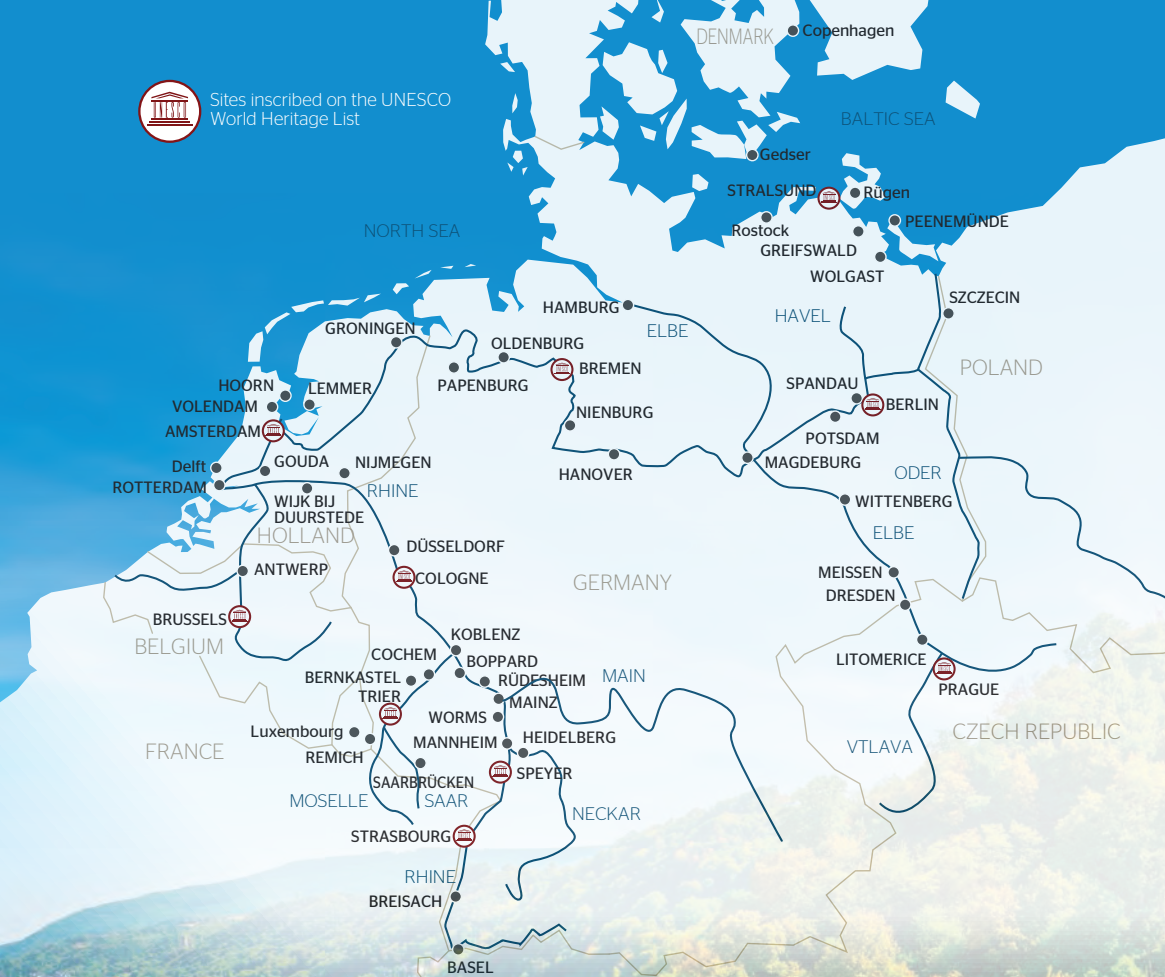 DENMARK
Copenhagen
Sites inscribed on the UNESCO
World Heritage List
BALTIC SEA
Gedser
STRALSUND
Rügen
NORTH SEA
Rostock
PEENEMÜNDE
GREIFSWALD
WOLGAST
SZCZECIN
HAMBURG
ELBE
HAVEL
GRONINGEN
OLDENBURG
BREMEN
POLAND
PAPENBURG
HOORN
LEMMER
SPANDAU
BERLIN
VOLENDAM
NIENBURG
AMSTERDAM
POTSDAM
Delft
GOUDA
NIJMEGEN
HANOVER
MAGDEBURG
ODER
ROTTERDAM
RHINE
WIJK BIJ
DUURSTEDE
WITTENBERG
HOLLAND
ELBE
DÜSSELDORF
ANTWERP
COLOGNE
GERMANY
MEISSEN
DRESDEN
BRUSSELS
BELGIUM
KOBLENZ
COCHEM
BOPPARD
LITOMERICE
BERNKASTEL
RÜDESHEIM
MAIN
PRAGUE
TRIER
MAINZ
WORMS
Luxembourg
MANNHEIM
HEIDELBERG
CZECH REPUBLIC
FRANCE
REMICH
VTLAVA
SPEYER
SAARBRÜCKEN
MOSELLE
SAAR
NECKAR
STRASBOURG
RHINE
BREISACH
BASEL